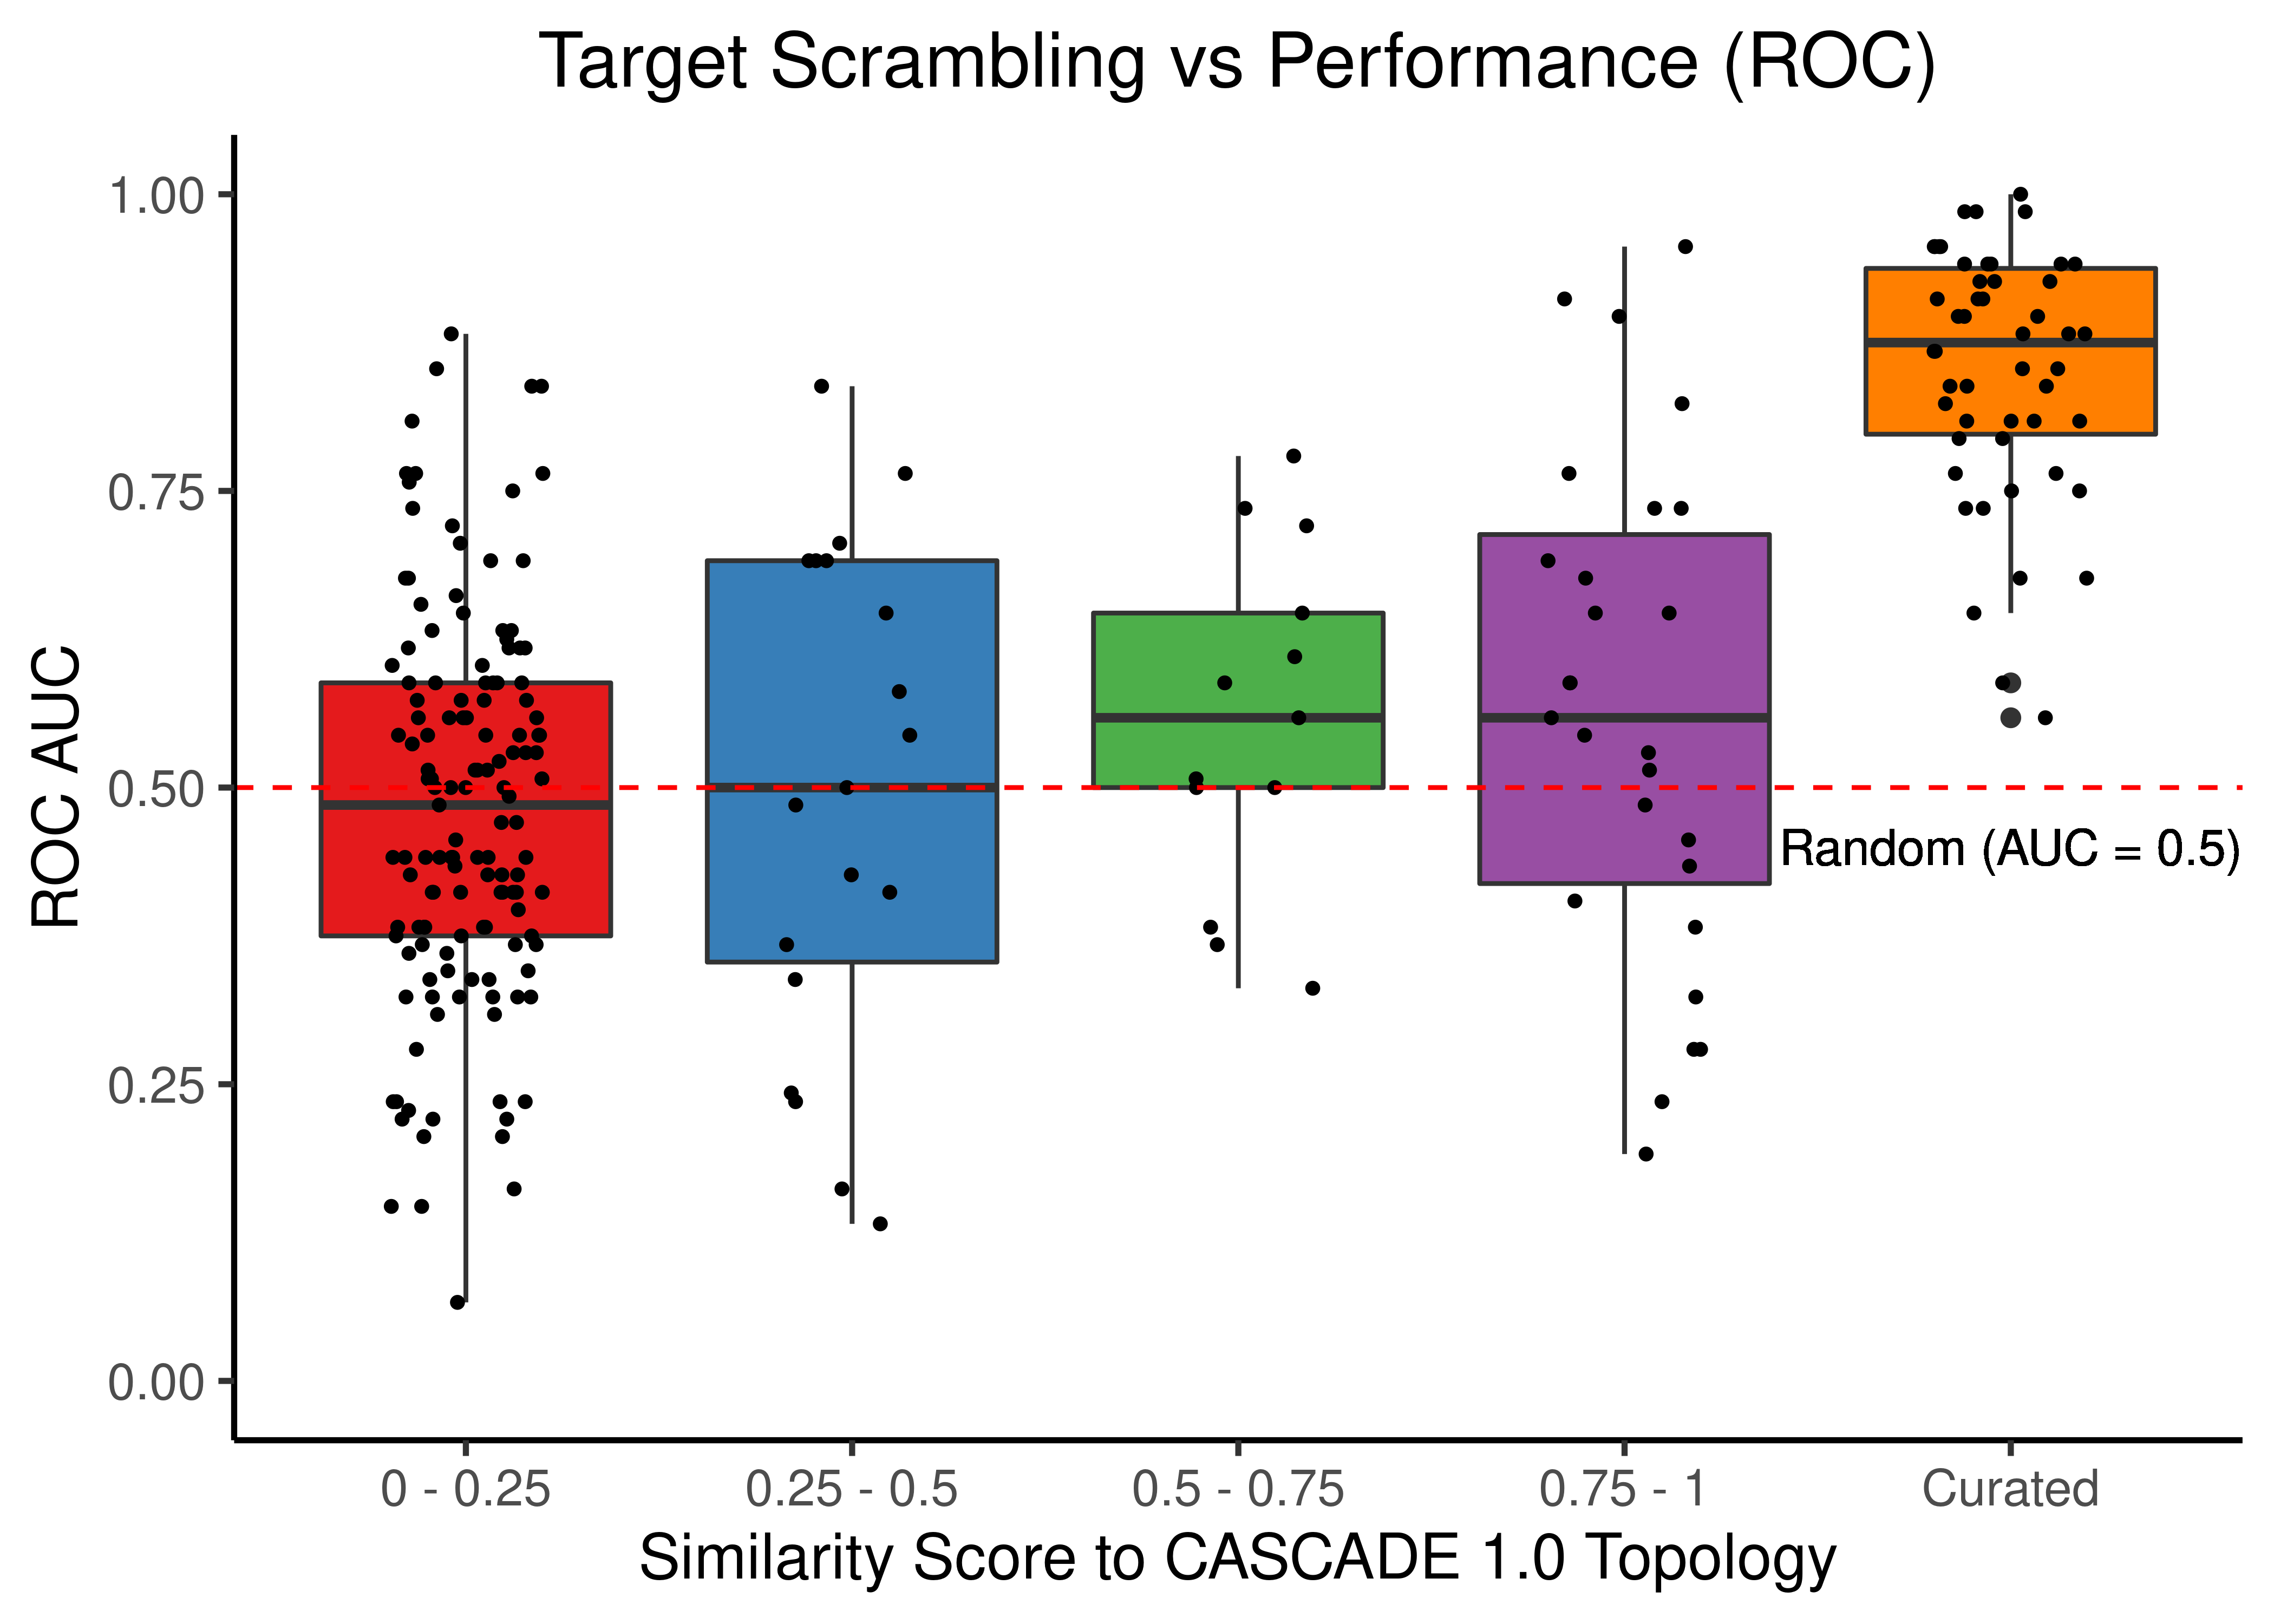 Target Scrambling vs Performance (ROC)
ROC AUC
1.00
0.75
0.50
0.25
0.00
Random (AUC = 0.5)
0 - 0.25
0.25 - 0.5
0.5 - 0.75
0.75 - 1
Curated
Similarity Score to CASCADE 1.0 Topology